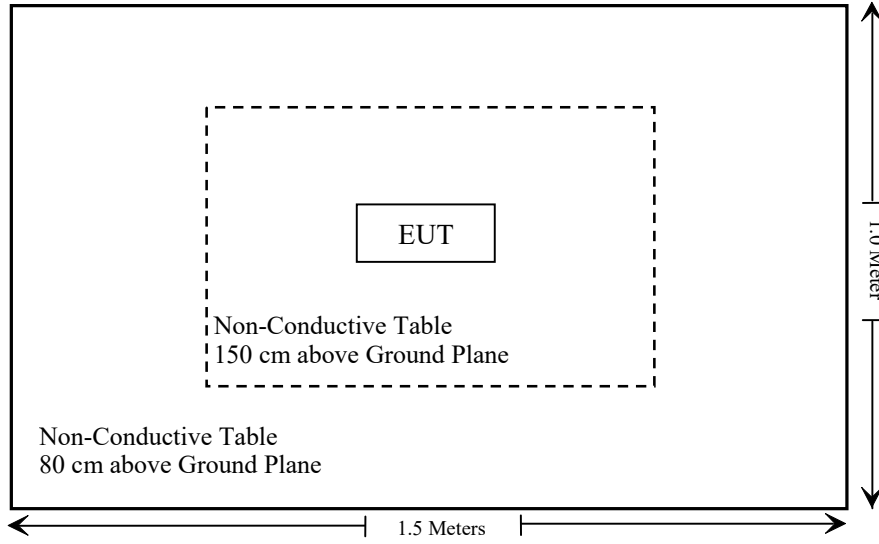 EUT
Non-Conductive Table
150 cm above Ground Plane
Non-Conductive Table
80 cm above Ground Plane
1.5 Meters
1.0 Meter